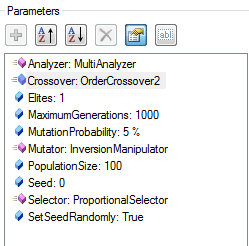 Parameters
A Z
Z A
ab
Analyzer: MultiAnalyzer
Crossover: OrderCrossover2
Elites: 1
MaximumGenerations: 1000
MutationProbability: 5 %
Mutator: InversionManipulator
PopulationSize: 100
Seed: 0
Selector: ProportionalSelector
SetSeedRandomly: True